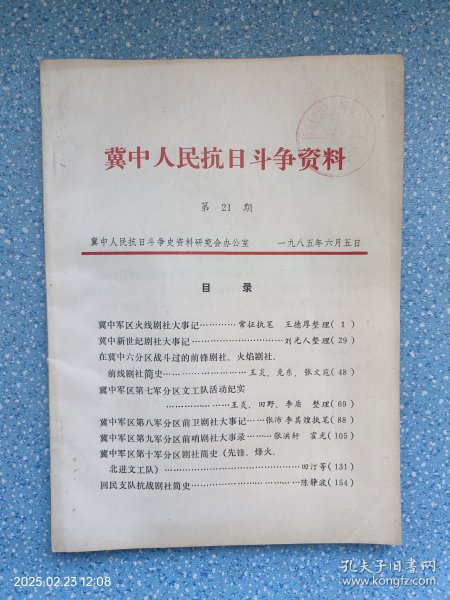 冀中人民抗日斗争资料
第 21 期
冀中人民抗日斗争史资料研究会办公室 一九八五年六月五日
目 录
冀中军区火线剧社大事记…………常征执笔 王德厚整理(1)
冀中新世纪剧社大事记……………………刘光人整理(29)
在冀中六分区战斗过的前锋剧社、火焰剧社、
前线剧社简史……………………王炎、克东、张文苑(48)
冀中军区第七军分区文工队活动纪实
……………………王炎、田野、李盾 整理(69)
冀中军区第八军分区前卫剧社大事记……张沛 李其煌执笔(88)
冀中军区第九军分区前哨剧社大事录………张洪轩 霍光(105)
冀中军区第十军分区剧社简史(先锋、烽火、
北进文工队)……………………………田汀等(131)
回民支队抗战剧社简史……………………………陈静波(154)
2025.02.23 12:08
孔夫子旧书网